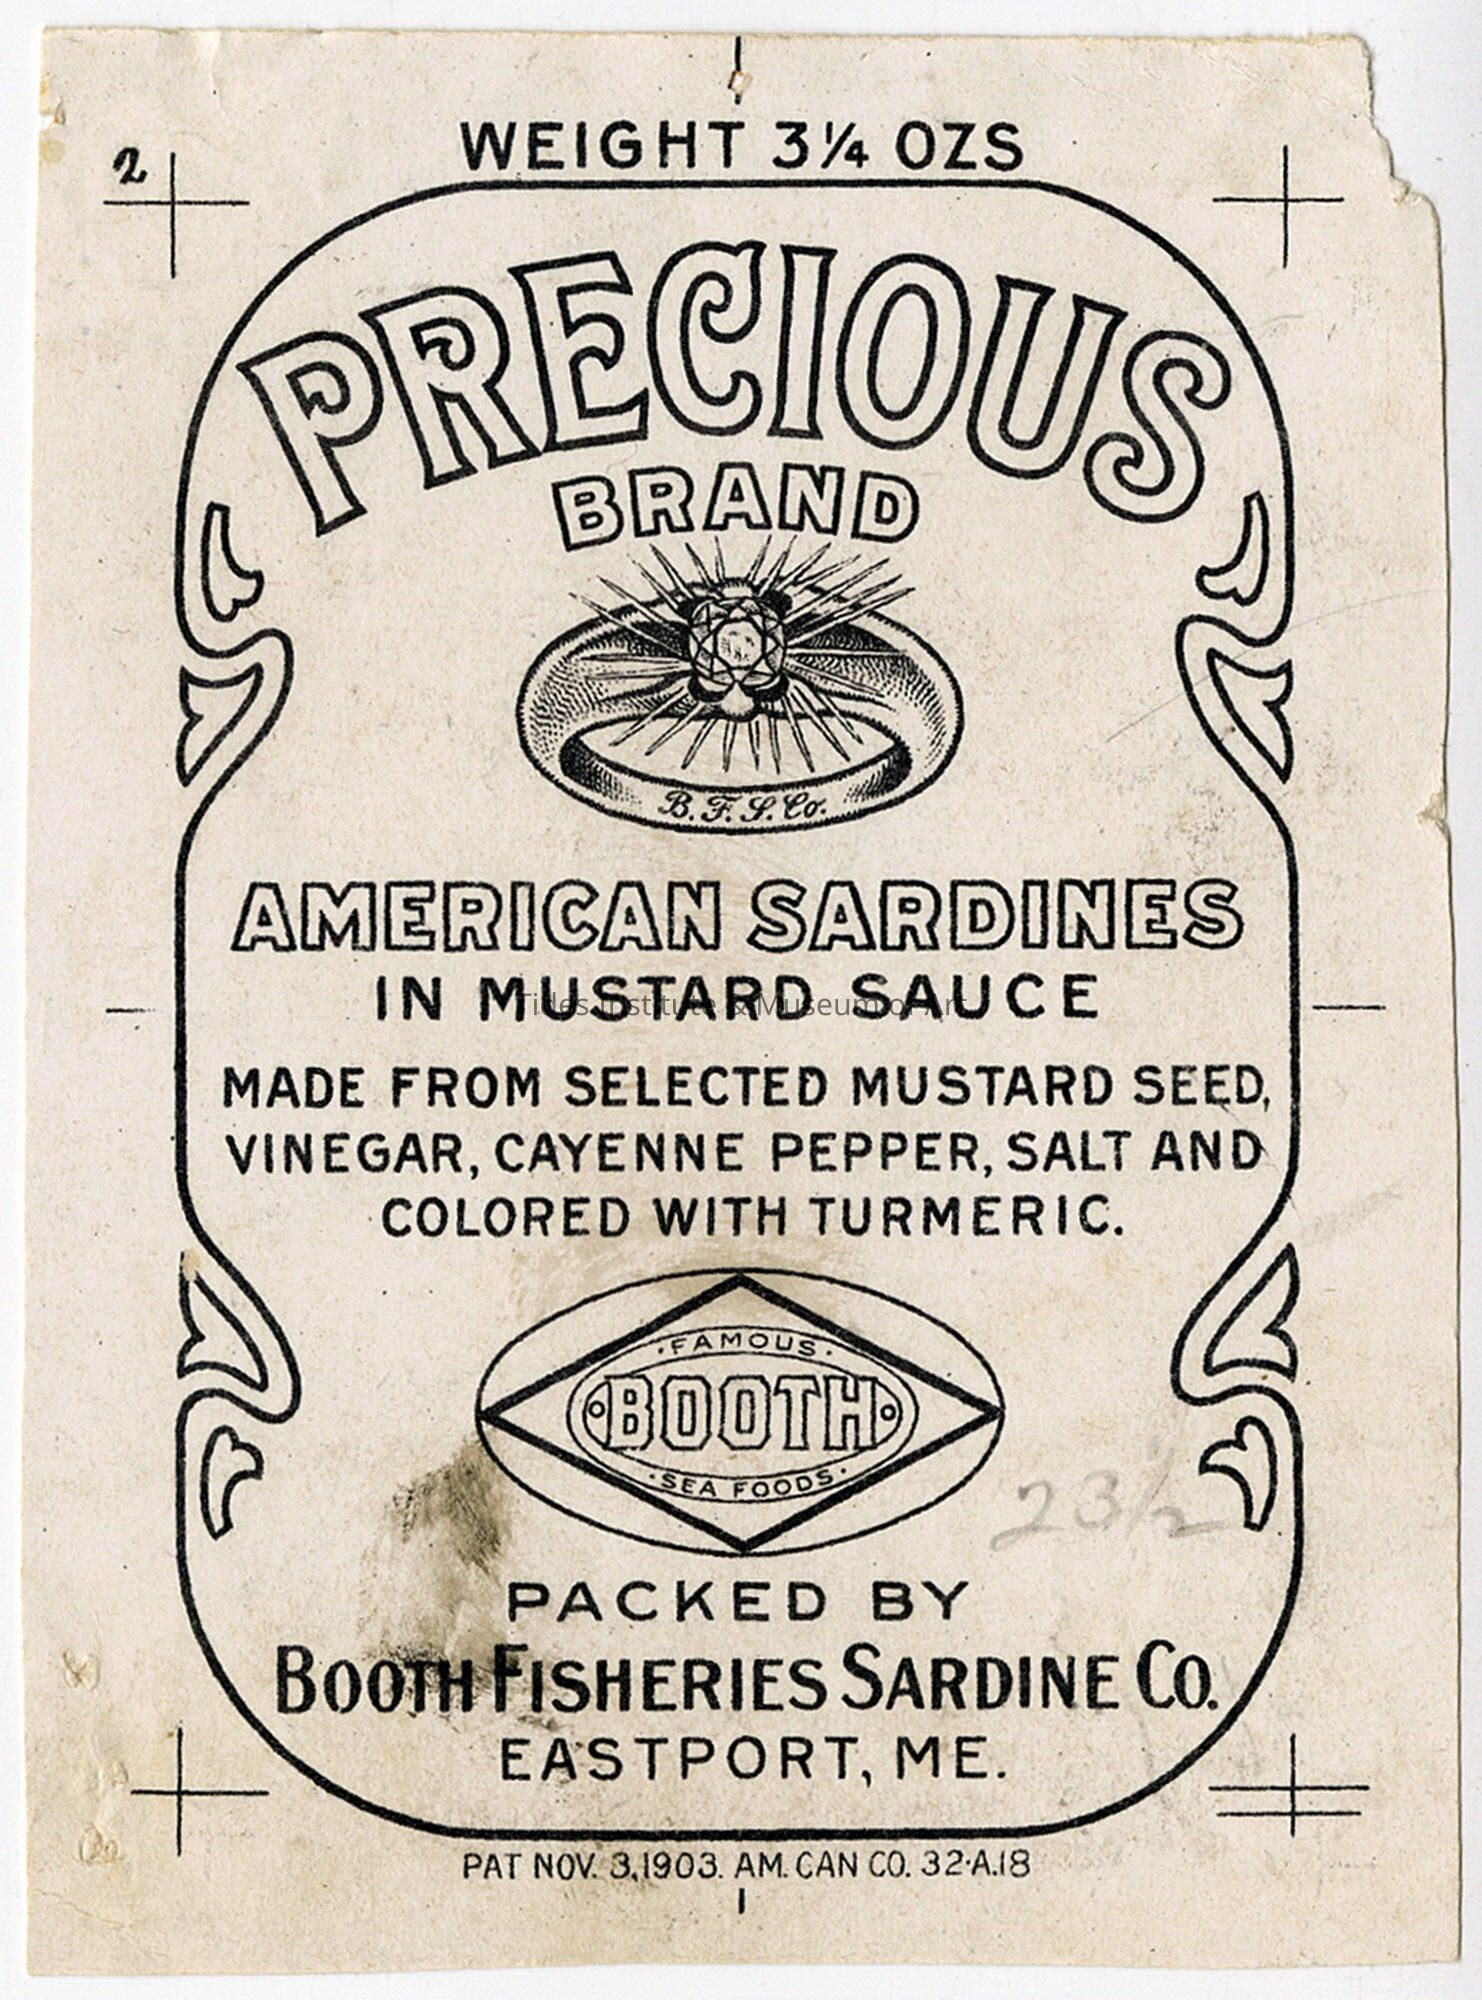 2
WEIGHT 3¼ OZS
PRECIOUS
BRAND
B. F. S. Co.
AMERICAN SARDINES
IN MUSTARD SAUCE
Tides Institute & Museum of Art
MADE FROM SELECTED MUSTARD SEED,
VINEGAR, CAYENNE PEPPER, SALT AND
COLORED WITH TURMERIC.
·FAMOUS·
BOOTH
·SEA FOODS·
23½
PACKED BY
BOOTH FISHERIES SARDINE CO.
EASTPORT, ME.
PAT NOV. 3, 1903. AM. CAN CO. 32·A.18